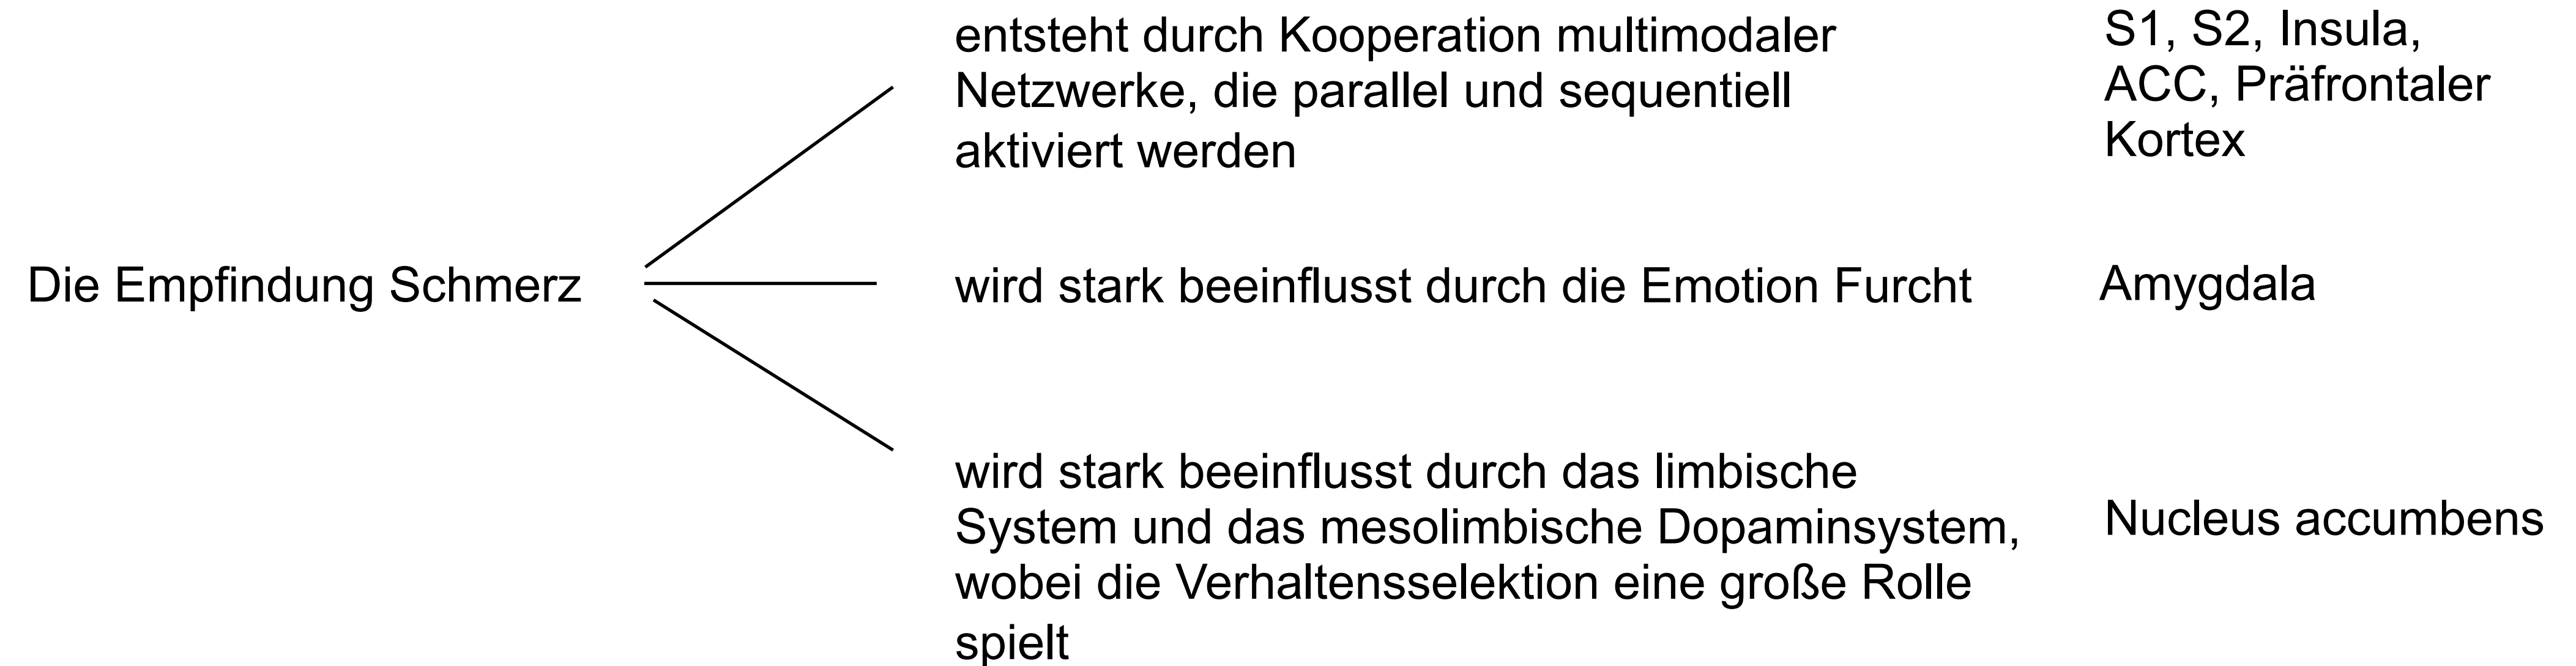 entsteht durch Kooperation multimodaler
Netzwerke, die parallel und sequentiell
aktiviert werden
S1, S2, Insula,
ACC, Präfrontaler
Kortex
Die Empfindung Schmerz
wird stark beeinflusst durch die Emotion Furcht
Amygdala
wird stark beeinflusst durch das limbische
System und das mesolimbische Dopaminsystem,
wobei die Verhaltensselektion eine große Rolle
spielt
Nucleus accumbens